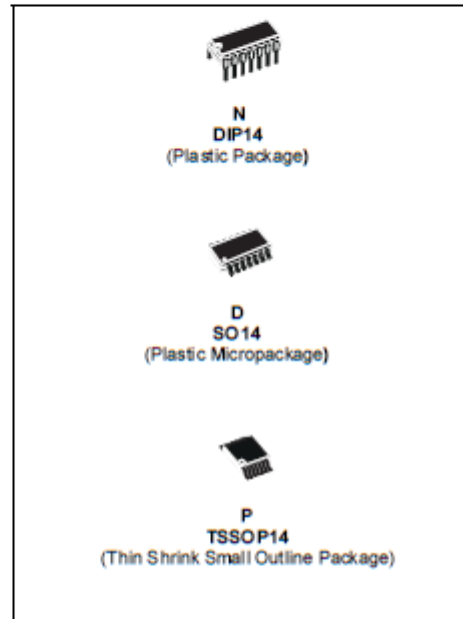 N
DIP14
(Plastic Package)
D
SO14
(Plastic Micropackage)
P
TSSOP14
(Thin Shrink Small Outline Package)